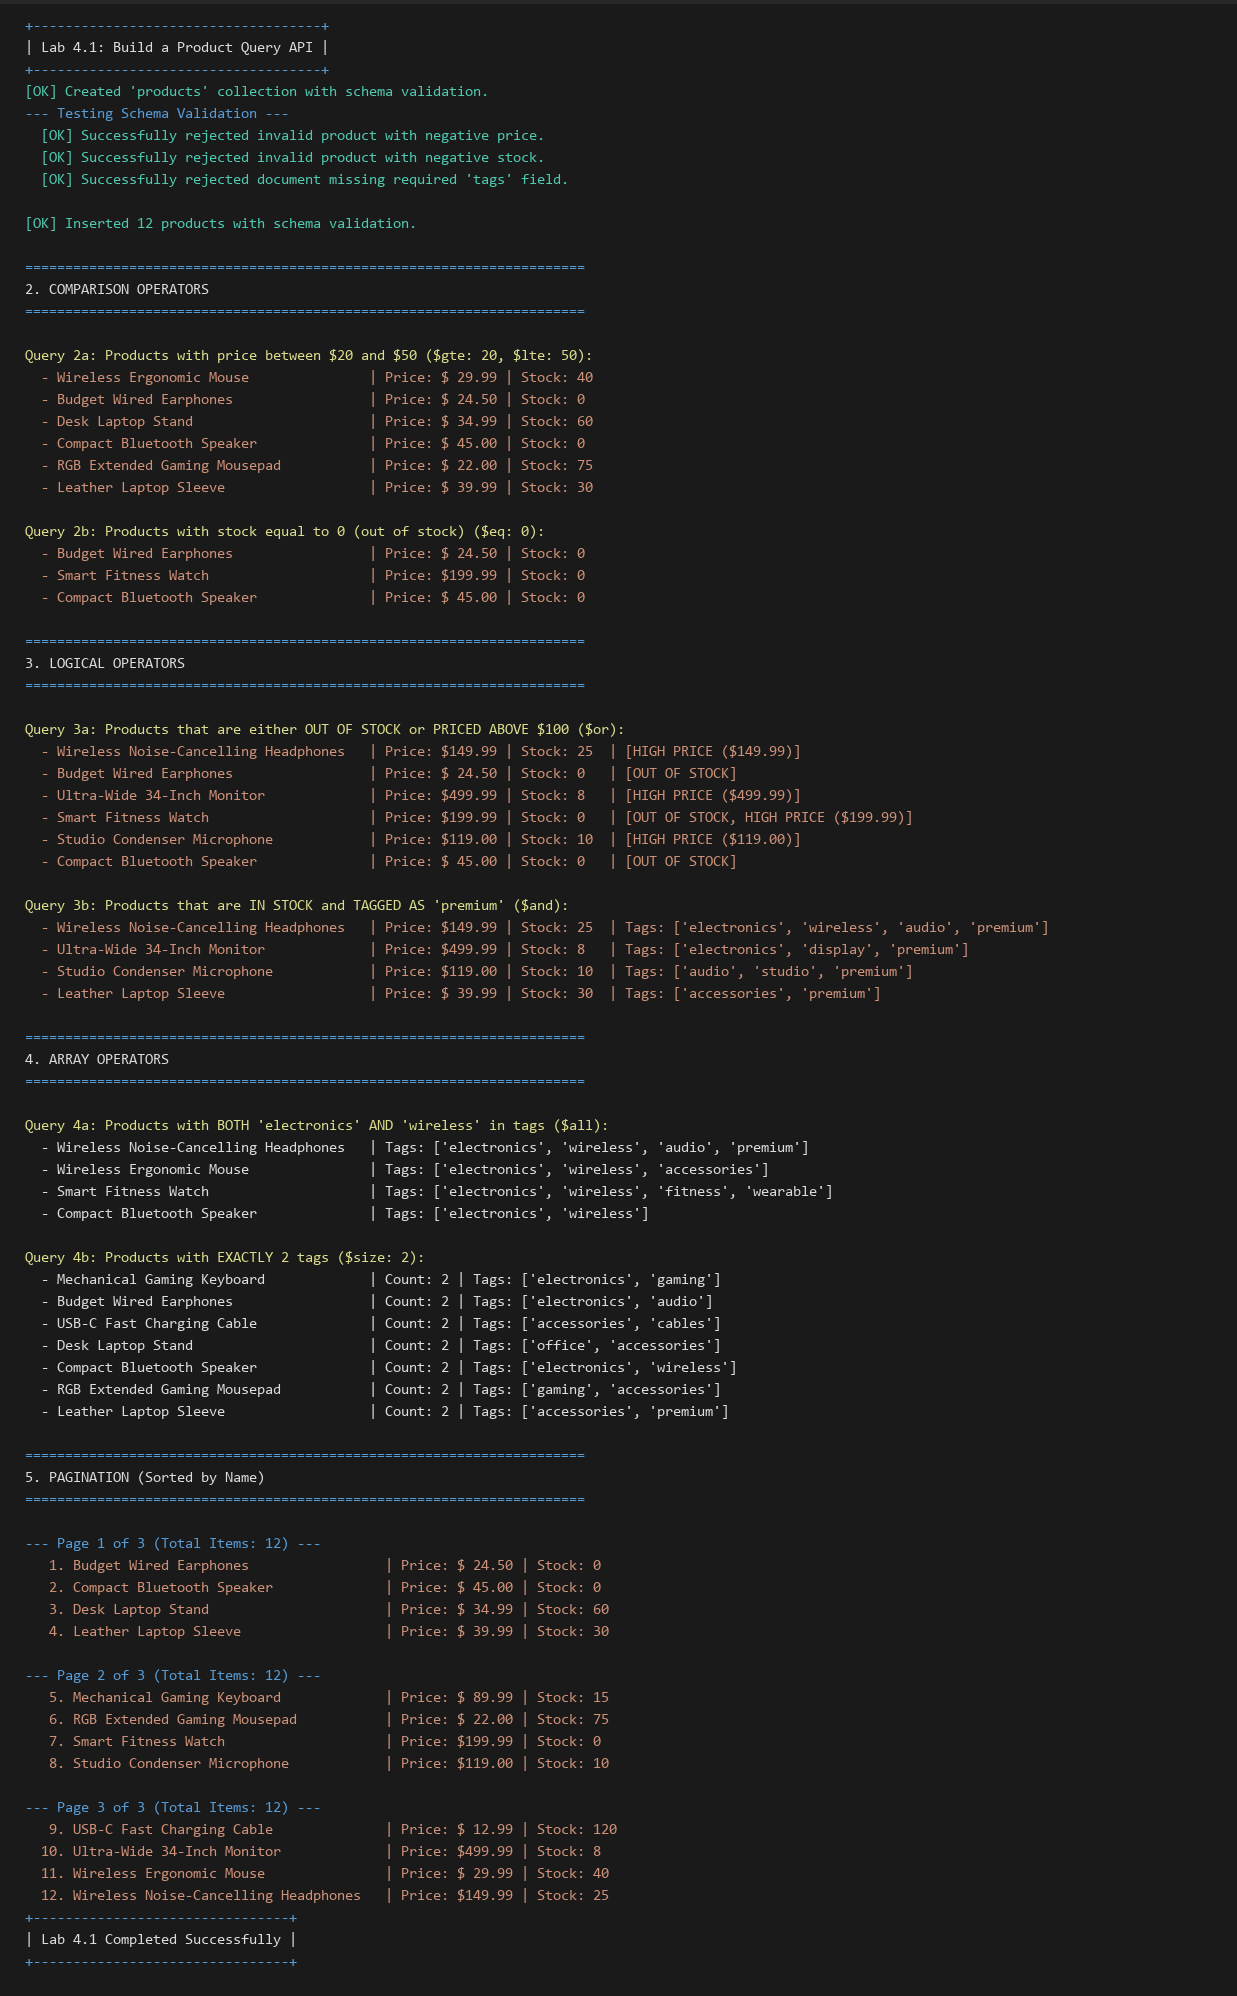 +------------------------------------+
| Lab 4.1: Build a Product Query API |
+------------------------------------+
[OK] Created 'products' collection with schema validation.
--- Testing Schema Validation ---
  [OK] Successfully rejected invalid product with negative price.
  [OK] Successfully rejected invalid product with negative stock.
  [OK] Successfully rejected document missing required 'tags' field.

[OK] Inserted 12 products with schema validation.

======================================================================
2. COMPARISON OPERATORS
======================================================================

Query 2a: Products with price between $20 and $50 ($gte: 20, $lte: 50):
  - Wireless Ergonomic Mouse               | Price: $ 29.99 | Stock: 40
  - Budget Wired Earphones                 | Price: $ 24.50 | Stock: 0
  - Desk Laptop Stand                      | Price: $ 34.99 | Stock: 60
  - Compact Bluetooth Speaker              | Price: $ 45.00 | Stock: 0
  - RGB Extended Gaming Mousepad           | Price: $ 22.00 | Stock: 75
  - Leather Laptop Sleeve                  | Price: $ 39.99 | Stock: 30

Query 2b: Products with stock equal to 0 (out of stock) ($eq: 0):
  - Budget Wired Earphones                 | Price: $ 24.50 | Stock: 0
  - Smart Fitness Watch                    | Price: $199.99 | Stock: 0
  - Compact Bluetooth Speaker              | Price: $ 45.00 | Stock: 0

======================================================================
3. LOGICAL OPERATORS
======================================================================

Query 3a: Products that are either OUT OF STOCK or PRICED ABOVE $100 ($or):
  - Wireless Noise-Cancelling Headphones   | Price: $149.99 | Stock: 25  | [HIGH PRICE ($149.99)]
  - Budget Wired Earphones                 | Price: $ 24.50 | Stock: 0   | [OUT OF STOCK]
  - Ultra-Wide 34-Inch Monitor             | Price: $499.99 | Stock: 8   | [HIGH PRICE ($499.99)]
  - Smart Fitness Watch                    | Price: $199.99 | Stock: 0   | [OUT OF STOCK, HIGH PRICE ($199.99)]
  - Studio Condenser Microphone            | Price: $119.00 | Stock: 10  | [HIGH PRICE ($119.00)]
  - Compact Bluetooth Speaker              | Price: $ 45.00 | Stock: 0   | [OUT OF STOCK]

Query 3b: Products that are IN STOCK and TAGGED AS 'premium' ($and):
  - Wireless Noise-Cancelling Headphones   | Price: $149.99 | Stock: 25  | Tags: ['electronics', 'wireless', 'audio', 'premium']
  - Ultra-Wide 34-Inch Monitor             | Price: $499.99 | Stock: 8   | Tags: ['electronics', 'display', 'premium']
  - Studio Condenser Microphone            | Price: $119.00 | Stock: 10  | Tags: ['audio', 'studio', 'premium']
  - Leather Laptop Sleeve                  | Price: $ 39.99 | Stock: 30  | Tags: ['accessories', 'premium']

======================================================================
4. ARRAY OPERATORS
======================================================================

Query 4a: Products with BOTH 'electronics' AND 'wireless' in tags ($all):
  - Wireless Noise-Cancelling Headphones   | Tags: ['electronics', 'wireless', 'audio', 'premium']
  - Wireless Ergonomic Mouse               | Tags: ['electronics', 'wireless', 'accessories']
  - Smart Fitness Watch                    | Tags: ['electronics', 'wireless', 'fitness', 'wearable']
  - Compact Bluetooth Speaker              | Tags: ['electronics', 'wireless']

Query 4b: Products with EXACTLY 2 tags ($size: 2):
  - Mechanical Gaming Keyboard             | Count: 2 | Tags: ['electronics', 'gaming']
  - Budget Wired Earphones                 | Count: 2 | Tags: ['electronics', 'audio']
  - USB-C Fast Charging Cable              | Count: 2 | Tags: ['accessories', 'cables']
  - Desk Laptop Stand                      | Count: 2 | Tags: ['office', 'accessories']
  - Compact Bluetooth Speaker              | Count: 2 | Tags: ['electronics', 'wireless']
  - RGB Extended Gaming Mousepad           | Count: 2 | Tags: ['gaming', 'accessories']
  - Leather Laptop Sleeve                  | Count: 2 | Tags: ['accessories', 'premium']

======================================================================
5. PAGINATION (Sorted by Name)
======================================================================

--- Page 1 of 3 (Total Items: 12) ---
   1. Budget Wired Earphones                 | Price: $ 24.50 | Stock: 0
   2. Compact Bluetooth Speaker              | Price: $ 45.00 | Stock: 0
   3. Desk Laptop Stand                      | Price: $ 34.99 | Stock: 60
   4. Leather Laptop Sleeve                  | Price: $ 39.99 | Stock: 30

--- Page 2 of 3 (Total Items: 12) ---
   5. Mechanical Gaming Keyboard             | Price: $ 89.99 | Stock: 15
   6. RGB Extended Gaming Mousepad           | Price: $ 22.00 | Stock: 75
   7. Smart Fitness Watch                    | Price: $199.99 | Stock: 0
   8. Studio Condenser Microphone            | Price: $119.00 | Stock: 10

--- Page 3 of 3 (Total Items: 12) ---
   9. USB-C Fast Charging Cable              | Price: $ 12.99 | Stock: 120
  10. Ultra-Wide 34-Inch Monitor             | Price: $499.99 | Stock: 8
  11. Wireless Ergonomic Mouse               | Price: $ 29.99 | Stock: 40
  12. Wireless Noise-Cancelling Headphones   | Price: $149.99 | Stock: 25
+--------------------------------+
| Lab 4.1 Completed Successfully |
+--------------------------------+